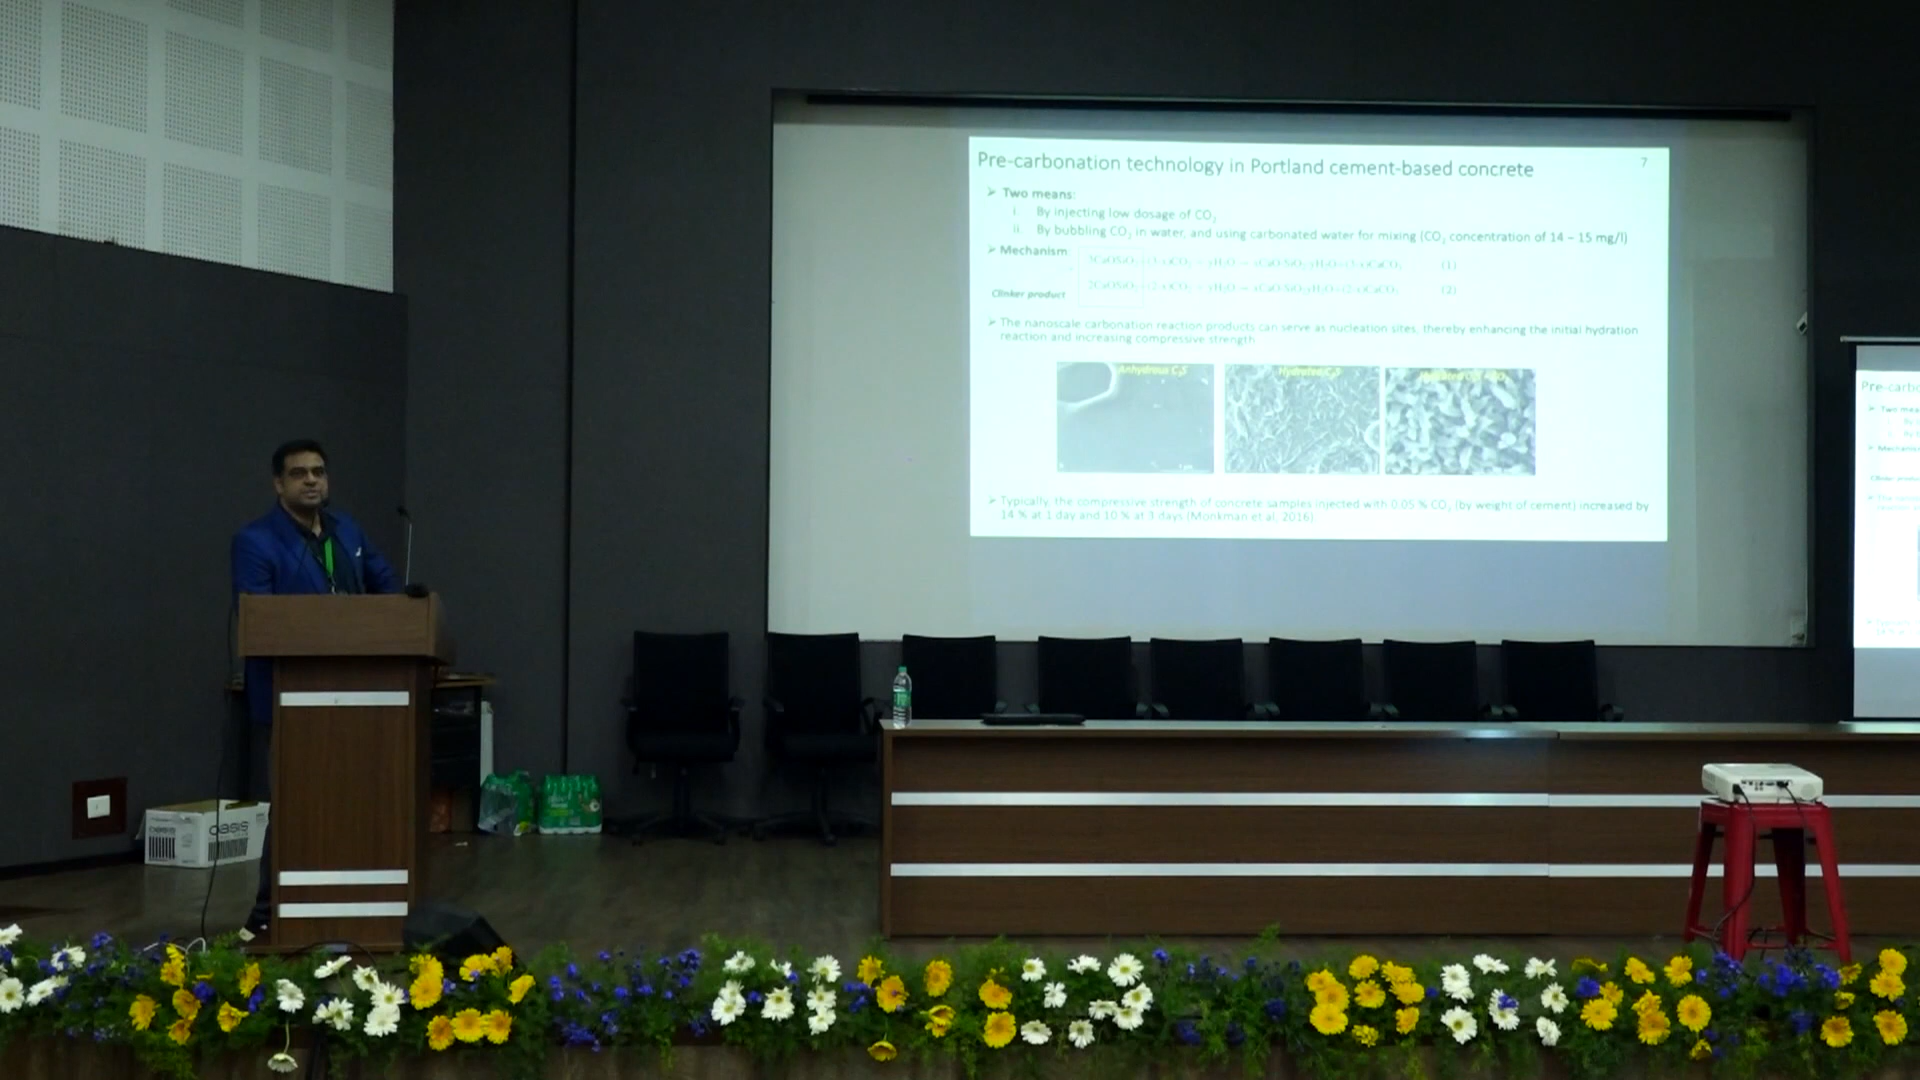 Pre-carbonation technology in Portland cement-based concrete
7
➢ Two means:
i. By injecting low dosage of CO₂
ii. By bubbling CO₂ in water, and using carbonated water for mixing (CO₂ concentration of 14 – 15 mg/l)
➢ Mechanism
(1)
(2)
Clinker product
➢ The nanoscale carbonation reaction products can serve as nucleation sites, thereby enhancing the initial hydration
reaction and increasing compressive strength
Anhydrous C₃S
Hydrated C₃S
➢ Typically, the compressive strength of concrete samples injected with 0.05 % CO₂ (by weight of cement) increased by
14 % at 1 day and 10 % at 3 days (Monkman et al, 2016)
Pre-carbo
oasis